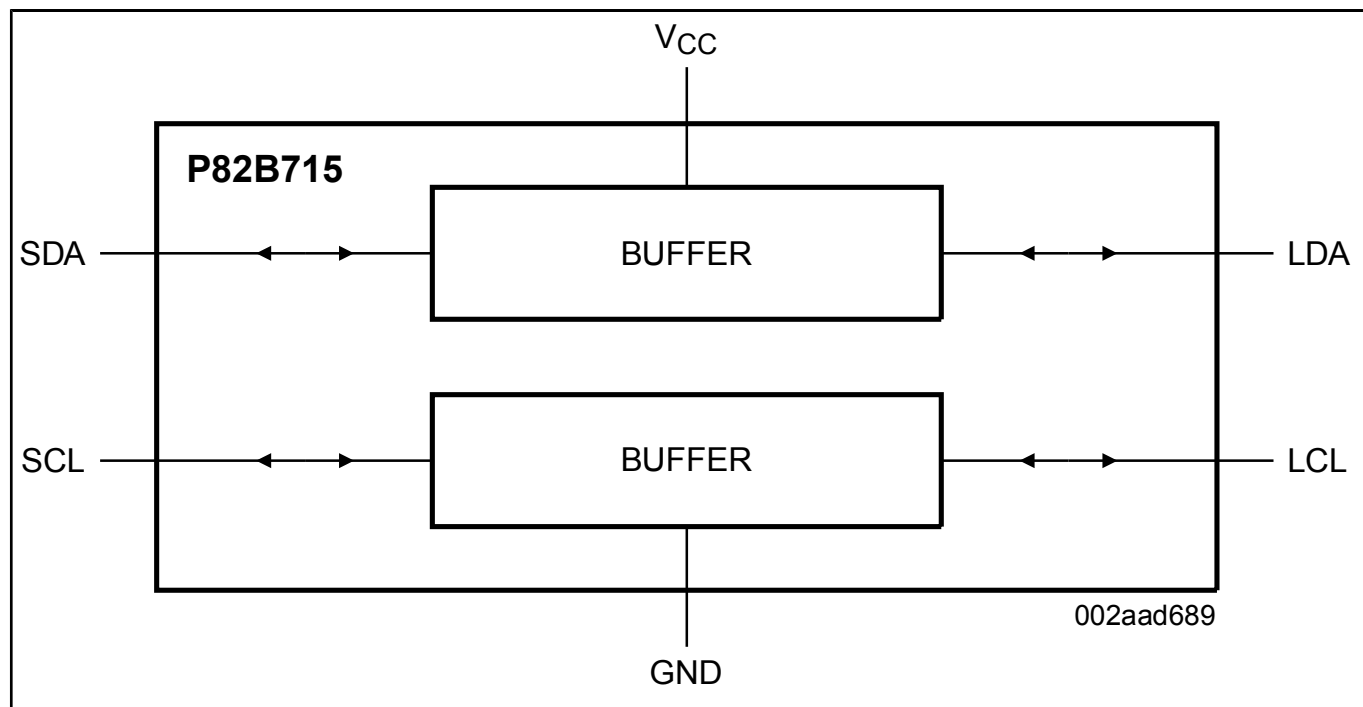 VCC
P82B715
SDA BUFFER LDA
SCL BUFFER LCL
002aad689
GND